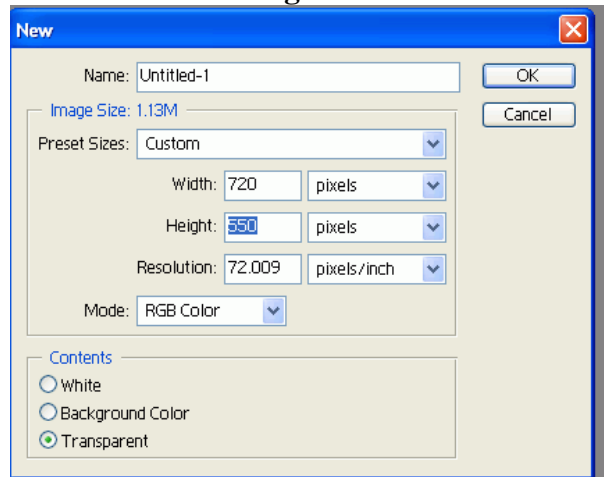 New
Name: Untitled-1
OK
Image Size: 1.13M
Cancel
Preset Sizes: Custom
Width: 720 pixels
Height: 550 pixels
Resolution: 72.009 pixels/inch
Mode: RGB Color
Contents
White
Background Color
Transparent